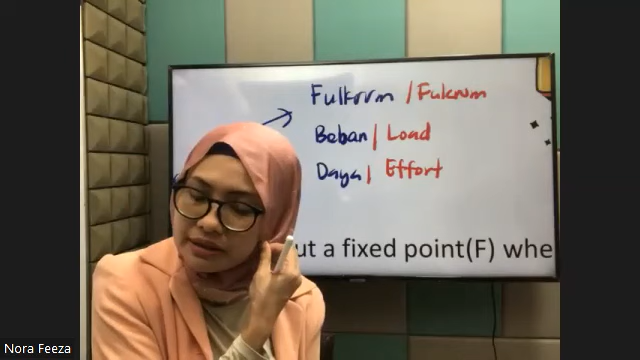 Fulkrum / Fulcrum
Beban / Load
Daya / Effort
ut a fixed point(F) whe
Nora Feeza